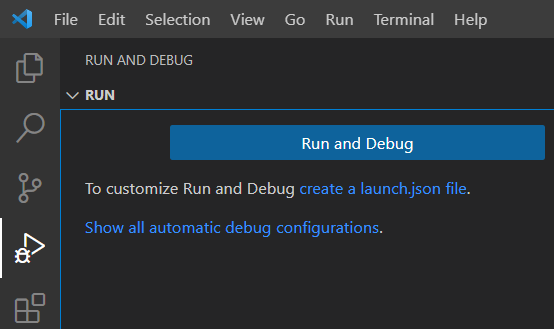 File Edit Selection View Go Run Terminal Help
RUN AND DEBUG
RUN
Run and Debug
To customize Run and Debug create a launch.json file.
Show all automatic debug configurations.